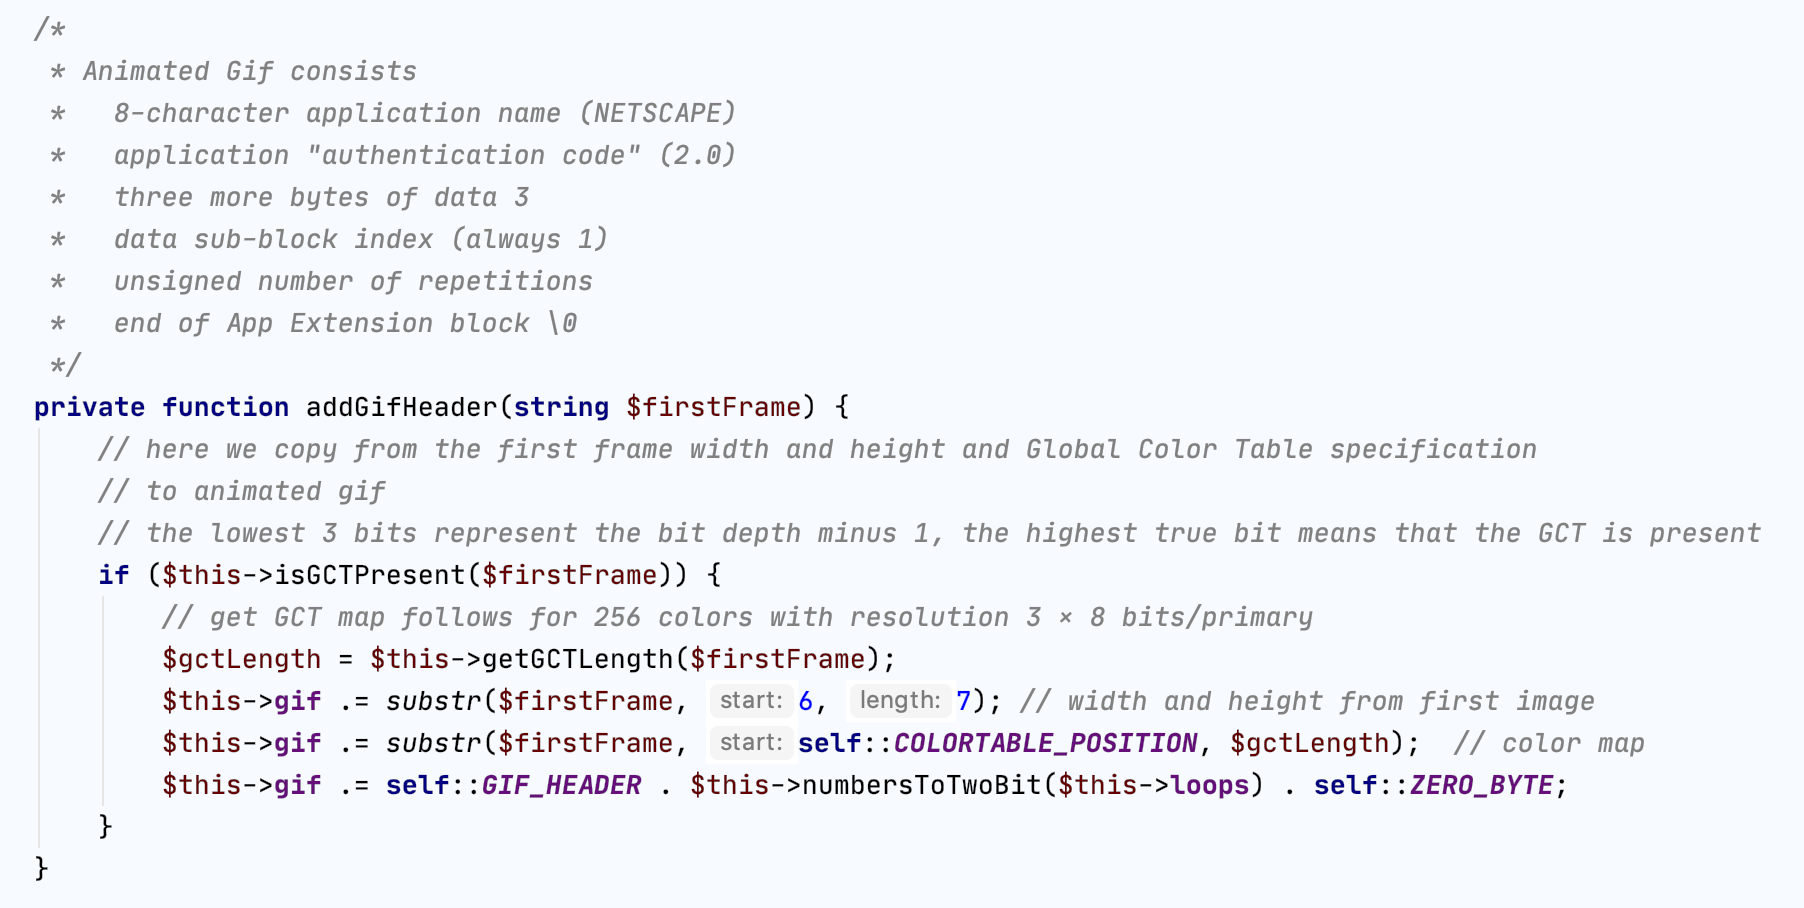 /*
 * Animated Gif consists
 *   8-character application name (NETSCAPE)
 *   application "authentication code" (2.0)
 *   three more bytes of data 3
 *   data sub-block index (always 1)
 *   unsigned number of repetitions
 *   end of App Extension block \0
 */
private function addGifHeader(string $firstFrame) {
    // here we copy from the first frame width and height and Global Color Table specification
    // to animated gif
    // the lowest 3 bits represent the bit depth minus 1, the highest true bit means that the GCT is present
    if ($this->isGCTPresent($firstFrame)) {
        // get GCT map follows for 256 colors with resolution 3 × 8 bits/primary
        $gctLength = $this->getGCTLength($firstFrame);
        $this->gif .= substr($firstFrame, start: 6, length: 7); // width and height from first image
        $this->gif .= substr($firstFrame, start: self::COLORTABLE_POSITION, $gctLength);  // color map
        $this->gif .= self::GIF_HEADER . $this->numbersToTwoBit($this->loops) . self::ZERO_BYTE;
    }
}